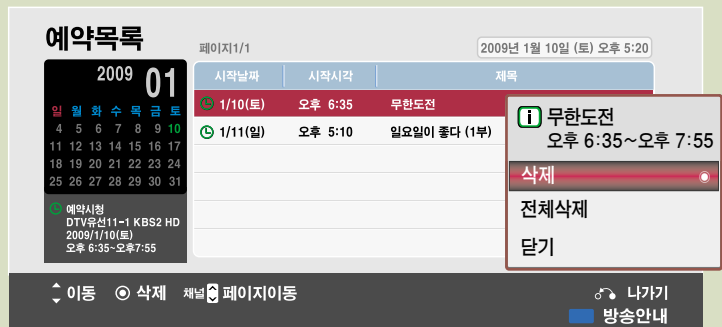 예약목록
페이지1/1
2009년 1월 10일 (토) 오후 5:20
2009 01
일 월 화 수 목 금 토
4 5 6 7 8 9 10
11 12 13 14 15 16 17
18 19 20 21 22 23 24
25 26 27 28 29 30 31
예약시청
DTV유선11-1 KBS2 HD
2009/1/10(토)
오후 6:35~오후7:55
시작날짜 시작시각 제목
1/10(토) 오후 6:35 무한도전
1/11(일) 오후 5:10 일요일이 좋다 (1부)
무한도전
오후 6:35~오후 7:55
삭제
전체삭제
닫기
이동 삭제 채널 페이지이동 나가기
방송안내